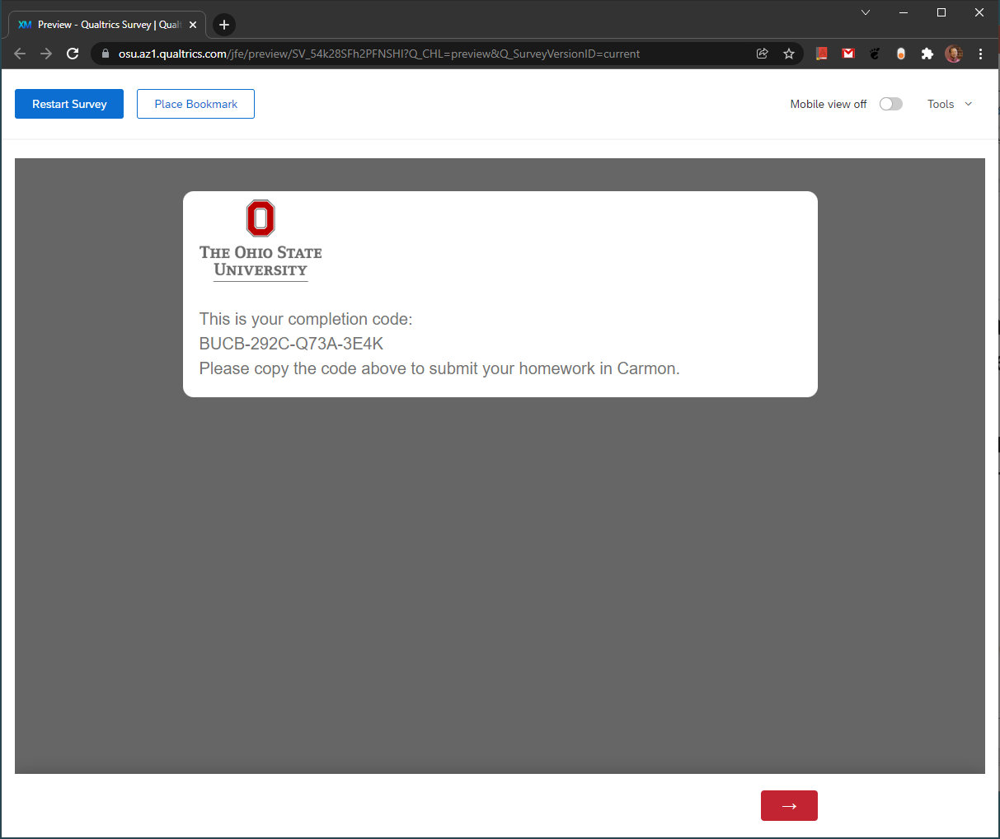 XM Preview - Qualtrics Survey | Qualt
osu.az1.qualtrics.com/jfe/preview/SV_54k28SFh2PFNSHI?Q_CHL=preview&Q_SurveyVersionID=current
Restart Survey
Place Bookmark
Mobile view off
Tools
THE OHIO STATE
UNIVERSITY
This is your completion code:
BUCB-292C-Q73A-3E4K
Please copy the code above to submit your homework in Carmon.